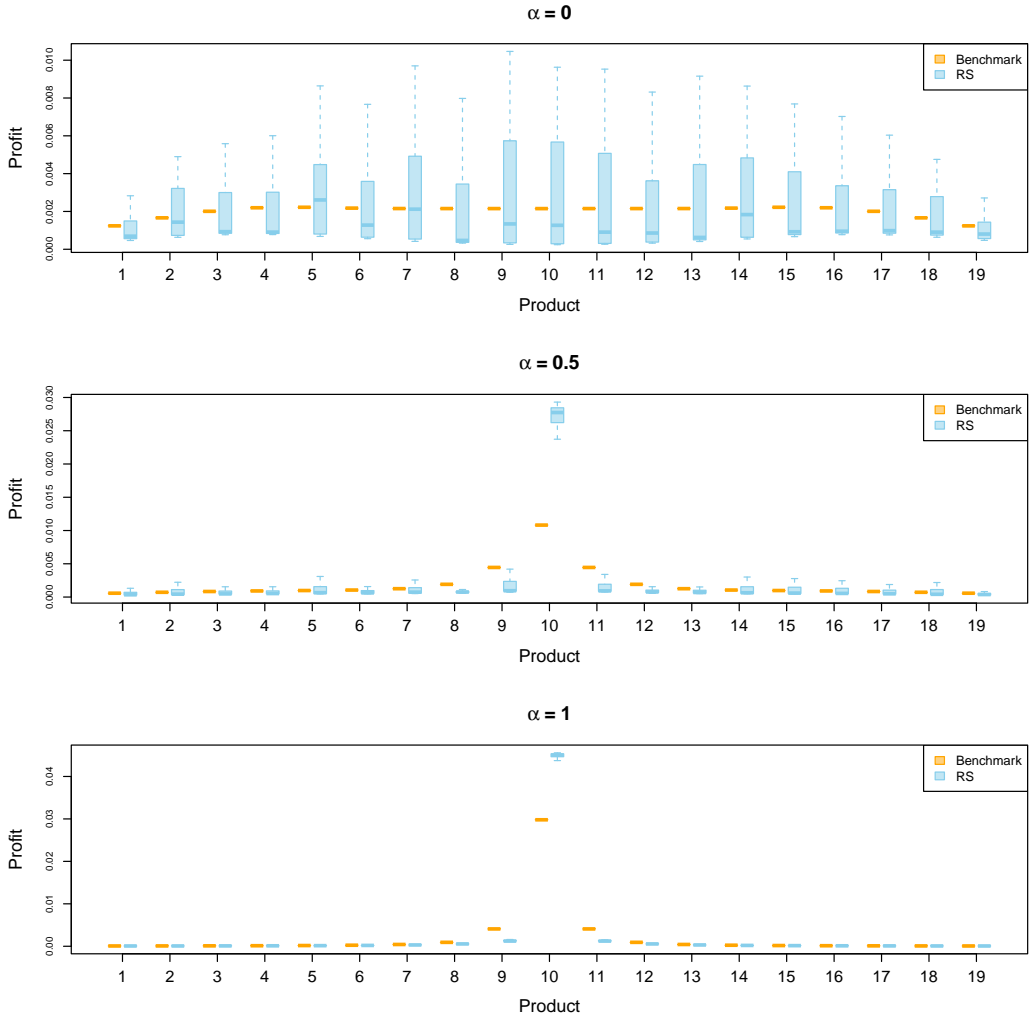 α = 0
Profit
0.000 0.002 0.004 0.006 0.008 0.010
Benchmark
RS
1 2 3 4 5 6 7 8 9 10 11 12 13 14 15 16 17 18 19
Product
α = 0.5
Profit
0.000 0.005 0.010 0.015 0.020 0.025 0.030
Benchmark
RS
1 2 3 4 5 6 7 8 9 10 11 12 13 14 15 16 17 18 19
Product
α = 1
Profit
0.00 0.01 0.02 0.03 0.04
Benchmark
RS
1 2 3 4 5 6 7 8 9 10 11 12 13 14 15 16 17 18 19
Product